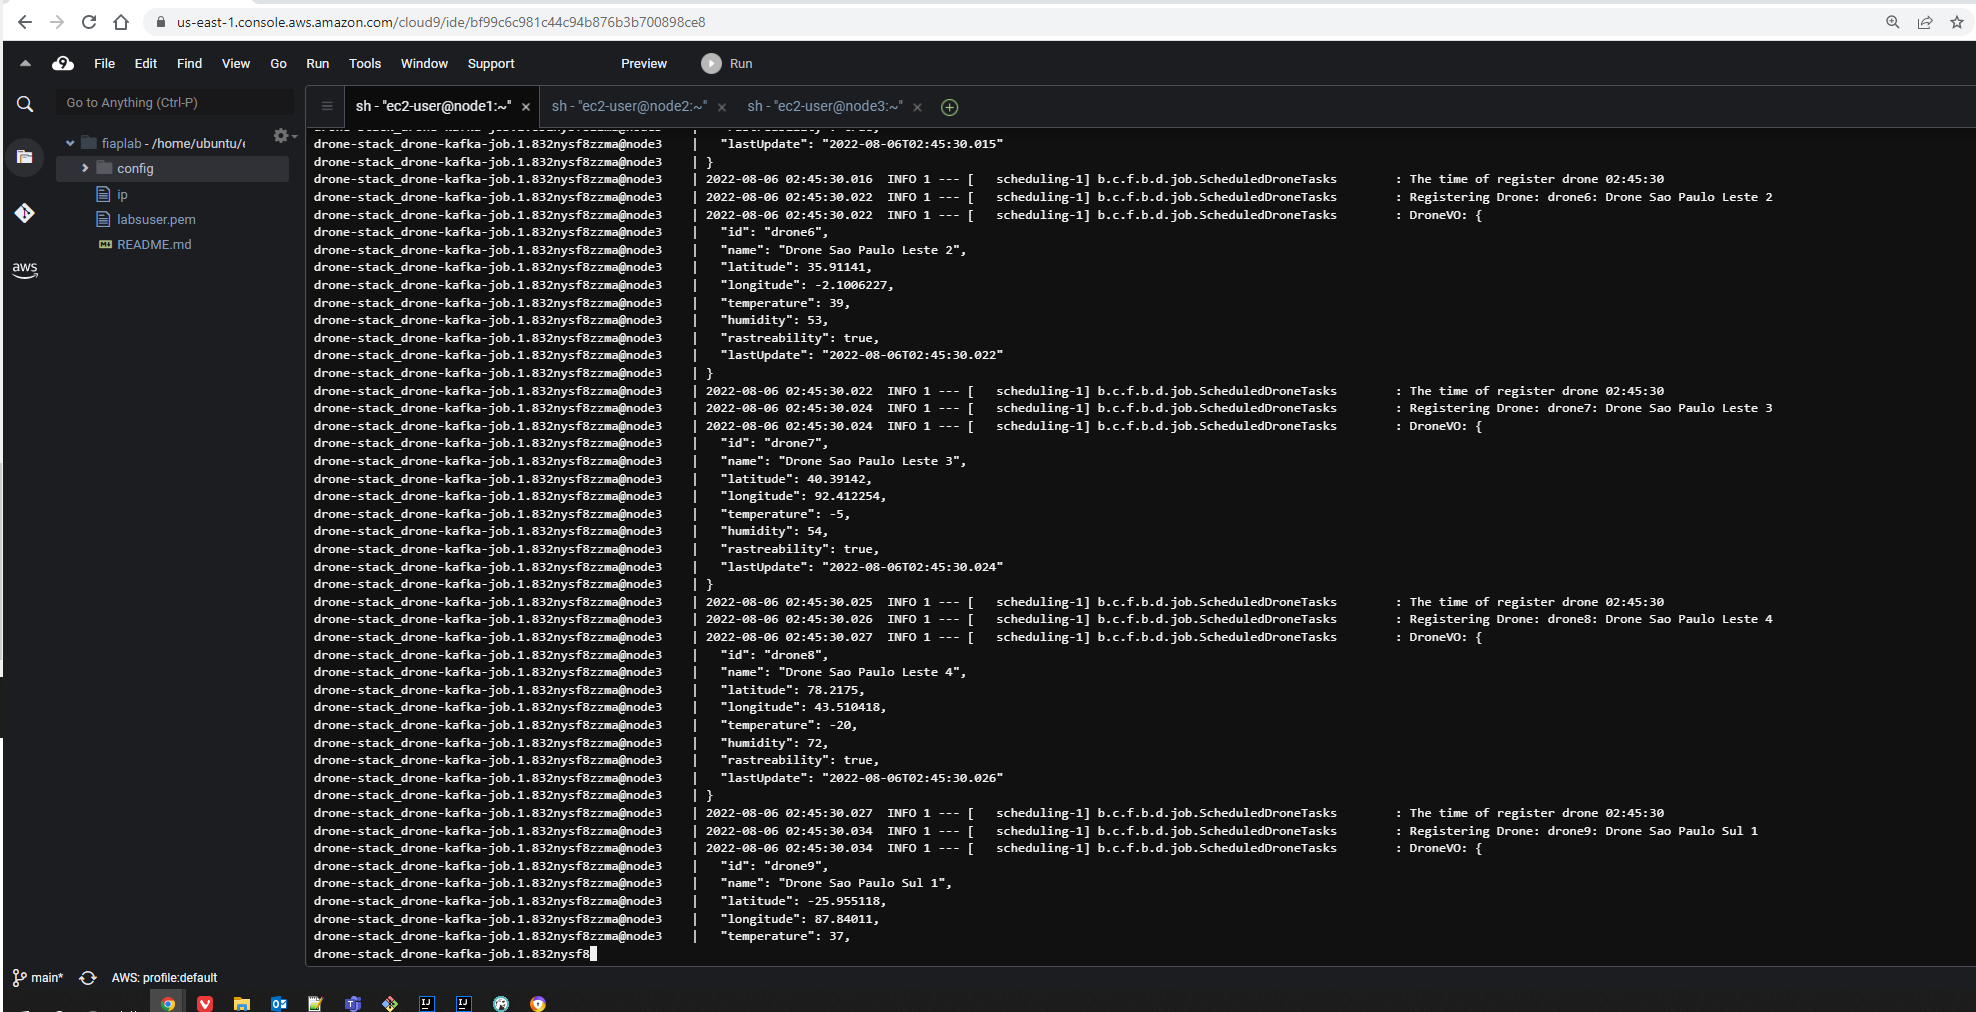 us-east-1.console.aws.amazon.com/cloud9/ide/bf99c6c981c44c94b876b3b700898ce8
9 File Edit Find View Go Run Tools Window Support Preview Run
Go to Anything (Ctrl-P)
sh - "ec2-user@node1:~" × sh - "ec2-user@node2:~" × sh - "ec2-user@node3:~" ×
fiaplab - /home/ubuntu/e
config
ip
labsuser.pem
README.md
aws
drone-stack_drone-kafka-job.1.832nysf8zzma@node3 | "rastreability": true,
drone-stack_drone-kafka-job.1.832nysf8zzma@node3 | "lastUpdate": "2022-08-06T02:45:30.015"
drone-stack_drone-kafka-job.1.832nysf8zzma@node3 | }
drone-stack_drone-kafka-job.1.832nysf8zzma@node3 | 2022-08-06 02:45:30.016 INFO 1 --- [ scheduling-1] b.c.f.b.d.job.ScheduledDroneTasks : The time of register drone 02:45:30
drone-stack_drone-kafka-job.1.832nysf8zzma@node3 | 2022-08-06 02:45:30.022 INFO 1 --- [ scheduling-1] b.c.f.b.d.job.ScheduledDroneTasks : Registering Drone: drone6: Drone Sao Paulo Leste 2
drone-stack_drone-kafka-job.1.832nysf8zzma@node3 | 2022-08-06 02:45:30.022 INFO 1 --- [ scheduling-1] b.c.f.b.d.job.ScheduledDroneTasks : DroneVO: {
drone-stack_drone-kafka-job.1.832nysf8zzma@node3 | "id": "drone6",
drone-stack_drone-kafka-job.1.832nysf8zzma@node3 | "name": "Drone Sao Paulo Leste 2",
drone-stack_drone-kafka-job.1.832nysf8zzma@node3 | "latitude": 35.91141,
drone-stack_drone-kafka-job.1.832nysf8zzma@node3 | "longitude": -2.1006227,
drone-stack_drone-kafka-job.1.832nysf8zzma@node3 | "temperature": 39,
drone-stack_drone-kafka-job.1.832nysf8zzma@node3 | "humidity": 53,
drone-stack_drone-kafka-job.1.832nysf8zzma@node3 | "rastreability": true,
drone-stack_drone-kafka-job.1.832nysf8zzma@node3 | "lastUpdate": "2022-08-06T02:45:30.022"
drone-stack_drone-kafka-job.1.832nysf8zzma@node3 | }
drone-stack_drone-kafka-job.1.832nysf8zzma@node3 | 2022-08-06 02:45:30.022 INFO 1 --- [ scheduling-1] b.c.f.b.d.job.ScheduledDroneTasks : The time of register drone 02:45:30
drone-stack_drone-kafka-job.1.832nysf8zzma@node3 | 2022-08-06 02:45:30.024 INFO 1 --- [ scheduling-1] b.c.f.b.d.job.ScheduledDroneTasks : Registering Drone: drone7: Drone Sao Paulo Leste 3
drone-stack_drone-kafka-job.1.832nysf8zzma@node3 | 2022-08-06 02:45:30.024 INFO 1 --- [ scheduling-1] b.c.f.b.d.job.ScheduledDroneTasks : DroneVO: {
drone-stack_drone-kafka-job.1.832nysf8zzma@node3 | "id": "drone7",
drone-stack_drone-kafka-job.1.832nysf8zzma@node3 | "name": "Drone Sao Paulo Leste 3",
drone-stack_drone-kafka-job.1.832nysf8zzma@node3 | "latitude": 40.39142,
drone-stack_drone-kafka-job.1.832nysf8zzma@node3 | "longitude": 92.412254,
drone-stack_drone-kafka-job.1.832nysf8zzma@node3 | "temperature": -5,
drone-stack_drone-kafka-job.1.832nysf8zzma@node3 | "humidity": 54,
drone-stack_drone-kafka-job.1.832nysf8zzma@node3 | "rastreability": true,
drone-stack_drone-kafka-job.1.832nysf8zzma@node3 | "lastUpdate": "2022-08-06T02:45:30.024"
drone-stack_drone-kafka-job.1.832nysf8zzma@node3 | }
drone-stack_drone-kafka-job.1.832nysf8zzma@node3 | 2022-08-06 02:45:30.025 INFO 1 --- [ scheduling-1] b.c.f.b.d.job.ScheduledDroneTasks : The time of register drone 02:45:30
drone-stack_drone-kafka-job.1.832nysf8zzma@node3 | 2022-08-06 02:45:30.026 INFO 1 --- [ scheduling-1] b.c.f.b.d.job.ScheduledDroneTasks : Registering Drone: drone8: Drone Sao Paulo Leste 4
drone-stack_drone-kafka-job.1.832nysf8zzma@node3 | 2022-08-06 02:45:30.027 INFO 1 --- [ scheduling-1] b.c.f.b.d.job.ScheduledDroneTasks : DroneVO: {
drone-stack_drone-kafka-job.1.832nysf8zzma@node3 | "id": "drone8",
drone-stack_drone-kafka-job.1.832nysf8zzma@node3 | "name": "Drone Sao Paulo Leste 4",
drone-stack_drone-kafka-job.1.832nysf8zzma@node3 | "latitude": 78.2175,
drone-stack_drone-kafka-job.1.832nysf8zzma@node3 | "longitude": 43.510418,
drone-stack_drone-kafka-job.1.832nysf8zzma@node3 | "temperature": -20,
drone-stack_drone-kafka-job.1.832nysf8zzma@node3 | "humidity": 72,
drone-stack_drone-kafka-job.1.832nysf8zzma@node3 | "rastreability": true,
drone-stack_drone-kafka-job.1.832nysf8zzma@node3 | "lastUpdate": "2022-08-06T02:45:30.026"
drone-stack_drone-kafka-job.1.832nysf8zzma@node3 | }
drone-stack_drone-kafka-job.1.832nysf8zzma@node3 | 2022-08-06 02:45:30.027 INFO 1 --- [ scheduling-1] b.c.f.b.d.job.ScheduledDroneTasks : The time of register drone 02:45:30
drone-stack_drone-kafka-job.1.832nysf8zzma@node3 | 2022-08-06 02:45:30.034 INFO 1 --- [ scheduling-1] b.c.f.b.d.job.ScheduledDroneTasks : Registering Drone: drone9: Drone Sao Paulo Sul 1
drone-stack_drone-kafka-job.1.832nysf8zzma@node3 | 2022-08-06 02:45:30.034 INFO 1 --- [ scheduling-1] b.c.f.b.d.job.ScheduledDroneTasks : DroneVO: {
drone-stack_drone-kafka-job.1.832nysf8zzma@node3 | "id": "drone9",
drone-stack_drone-kafka-job.1.832nysf8zzma@node3 | "name": "Drone Sao Paulo Sul 1",
drone-stack_drone-kafka-job.1.832nysf8zzma@node3 | "latitude": -25.955118,
drone-stack_drone-kafka-job.1.832nysf8zzma@node3 | "longitude": 87.84011,
drone-stack_drone-kafka-job.1.832nysf8zzma@node3 | "temperature": 37,
drone-stack_drone-kafka-job.1.832nysf8
main* AWS: profile:default